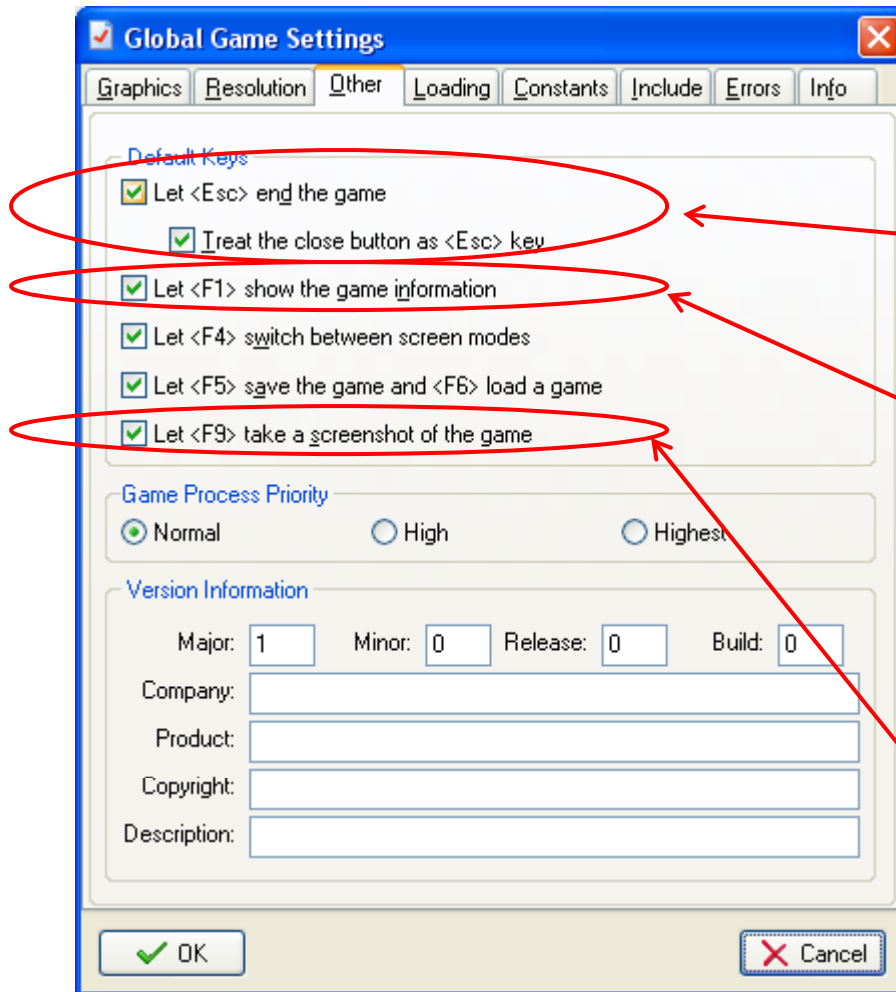 Global Game Settings
Graphics Resolution Other Loading Constants Include Errors Info
Default Keys
Let <Esc> end the game
Treat the close button as <Esc> key
Let <F1> show the game information
Let <F4> switch between screen modes
Let <F5> save the game and <F6> load a game
Let <F9> take a screenshot of the game
Game Process Priority
Normal High Highest
Version Information
Major: 1 Minor: 0 Release: 0 Build: 0
Company:
Product:
Copyright:
Description:
OK Cancel